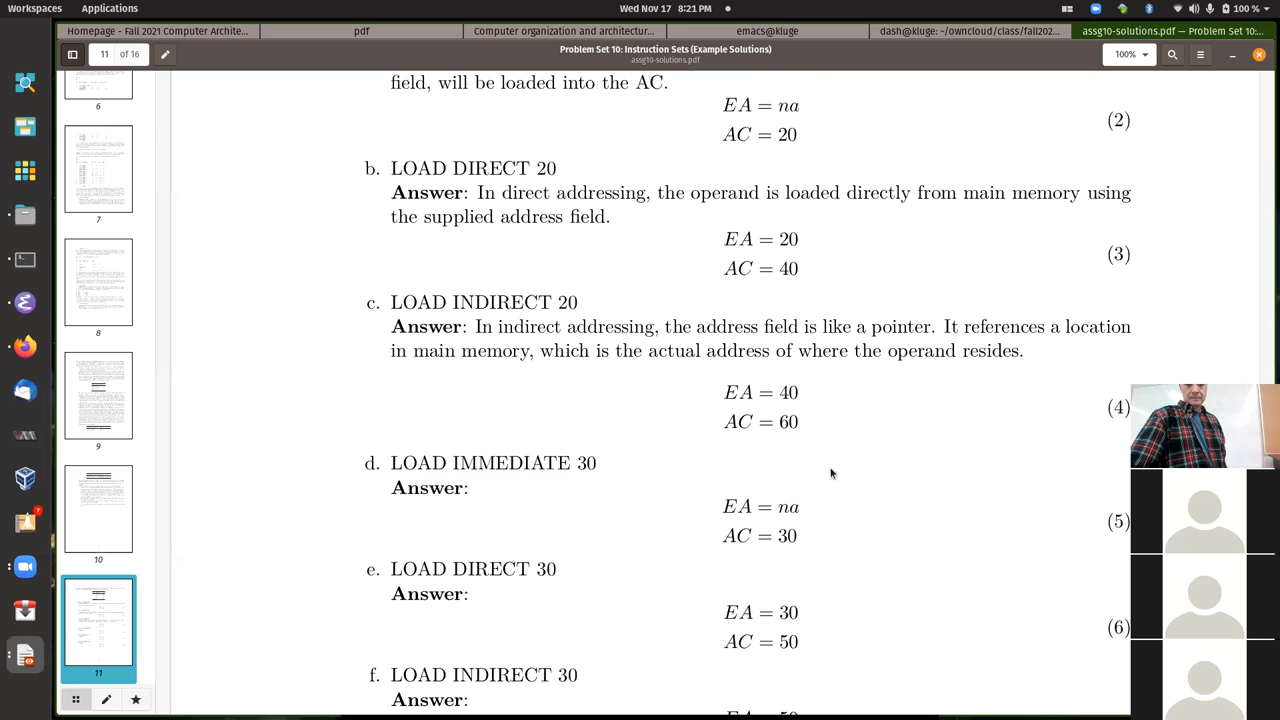 Workspaces Applications Wed Nov 17 8:21 PM 100 %
Homepage - Fall 2021 Computer Archite... pdf Computer organization and architectur... emacs@kluge dash@kluge: ~/owncloud/class/fall202... assg10-solutions.pdf — Problem Set 10:...
11 of 16 Problem Set 10: Instruction Sets (Example Solutions) 100%
assg10-solutions.pdf
field, will be loaded into the AC.
EA = na
AC = 20
(2)
b. LOAD DIRECT 20
Answer: In direct addressing, the operand is loaded directly from main memory using
the supplied address field.
EA = 20
AC = 40
(3)
c. LOAD INDIRECT 20
Answer: In indirect addressing, the address field is like a pointer. It references a location
in main memory, which is the actual address of where the operand resides.
EA = 40
AC = 60
(4)
d. LOAD IMMEDIATE 30
Answer:
EA = na
AC = 30
(5)
e. LOAD DIRECT 30
Answer:
EA = 30
AC = 50
(6)
f. LOAD INDIRECT 30
Answer:
EA = 50
6
7
8
9
10
11